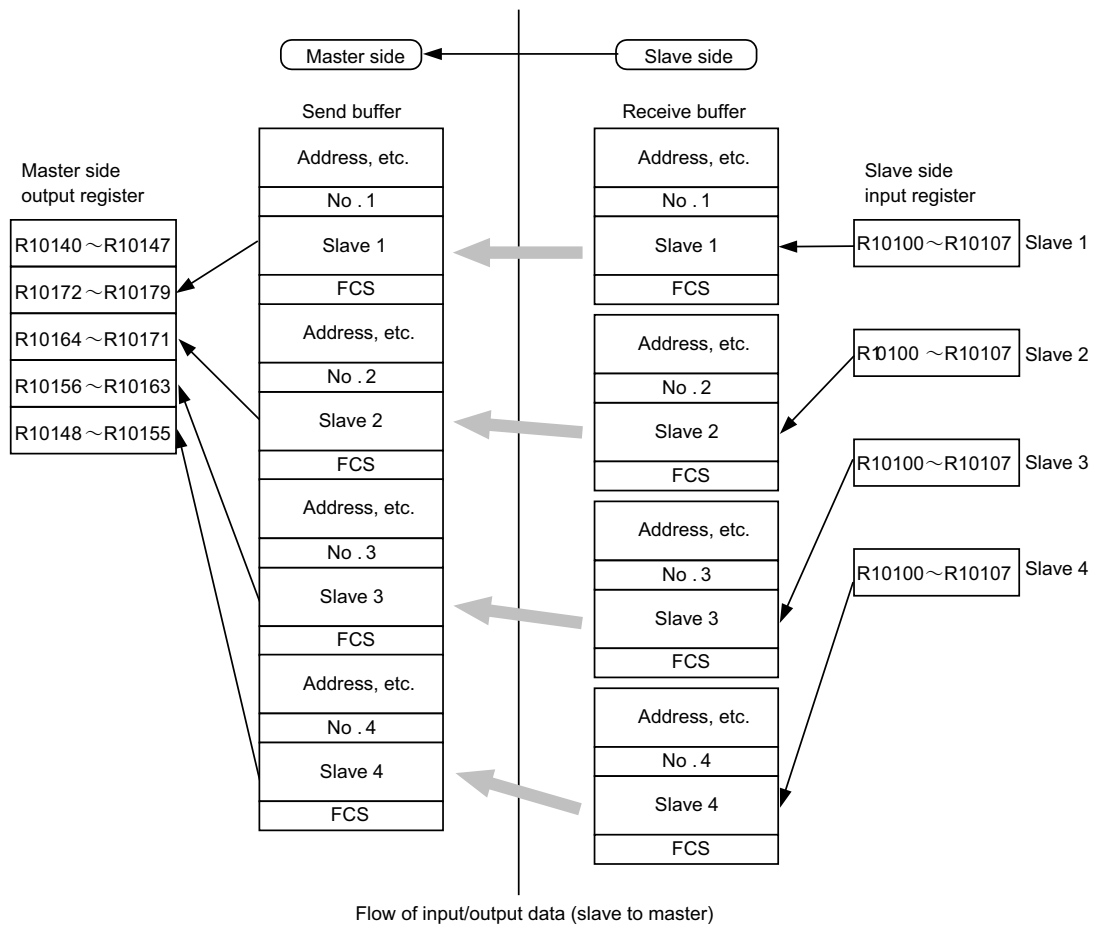 Master side
Slave side
Send buffer
Receive buffer
Master side
output register
R10140～R10147
R10172～R10179
R10164～R10171
R10156～R10163
R10148～R10155
Address, etc.
No . 1
Slave 1
FCS
Address, etc.
No . 2
Slave 2
FCS
Address, etc.
No . 3
Slave 3
FCS
Address, etc.
No . 4
Slave 4
FCS
Address, etc.
No . 1
Slave 1
FCS
Address, etc.
No . 2
Slave 2
FCS
Address, etc.
No . 3
Slave 3
FCS
Address, etc.
No . 4
Slave 4
FCS
Slave side
input register
R10100～R10107 Slave 1
R10100 ～R10107 Slave 2
R10100～R10107 Slave 3
R10100～R10107 Slave 4
Flow of input/output data (slave to master)